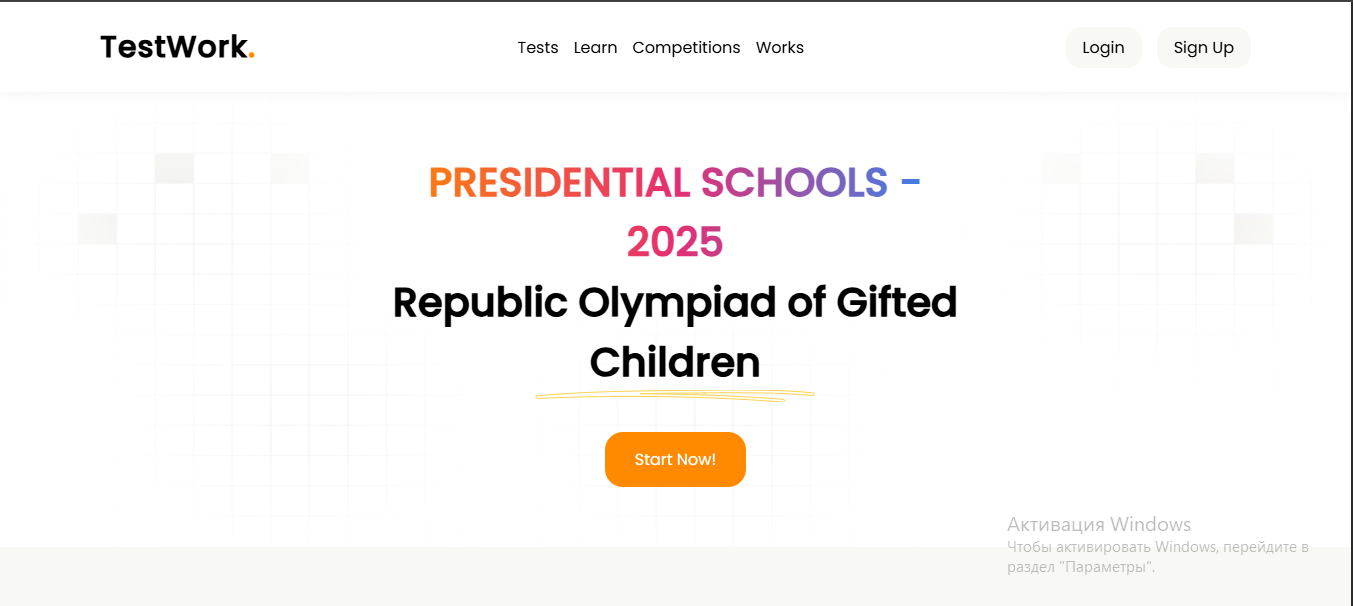 TestWork.
Tests Learn Competitions Works
Login Sign Up
PRESIDENTIAL SCHOOLS -
2025
Republic Olympiad of Gifted
Children
Start Now!
Активация Windows
Чтобы активировать Windows, перейдите в
раздел "Параметры".